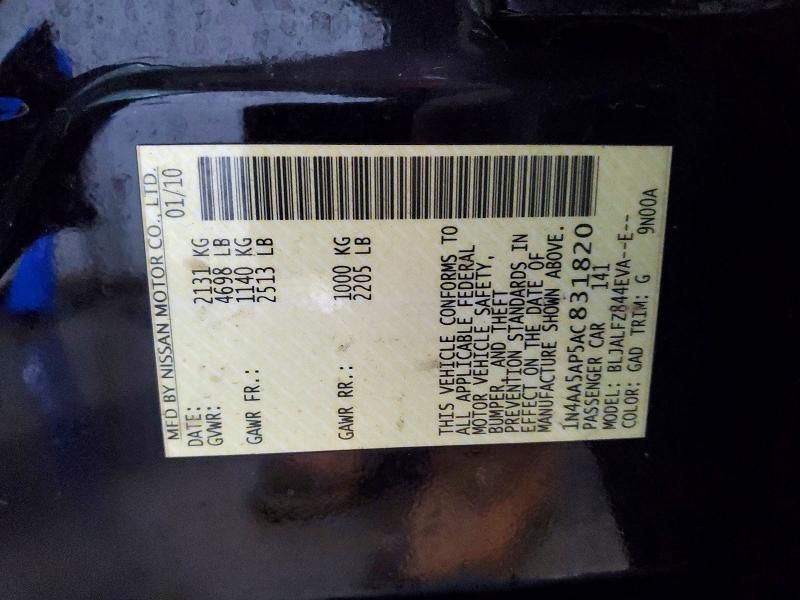 MFD BY NISSAN MOTOR CO., LTD.
DATE: 01/10
GVWR: 2131 KG
4698 LB
GAWR FR.: 1140 KG
2513 LB
GAWR RR.: 1000 KG
2205 LB
THIS VEHICLE CONFORMS TO
ALL APPLICABLE FEDERAL
MOTOR VEHICLE SAFETY,
BUMPER, AND THEFT
PREVENTION STANDARDS IN
EFFECT ON THE DATE OF
MANUFACTURE SHOWN ABOVE.
1N4AA5AP5AC831820
PASSENGER CAR 141
MODEL: BLJALF2844EVA--E--
COLOR: GAD TRIM: G 9N00A